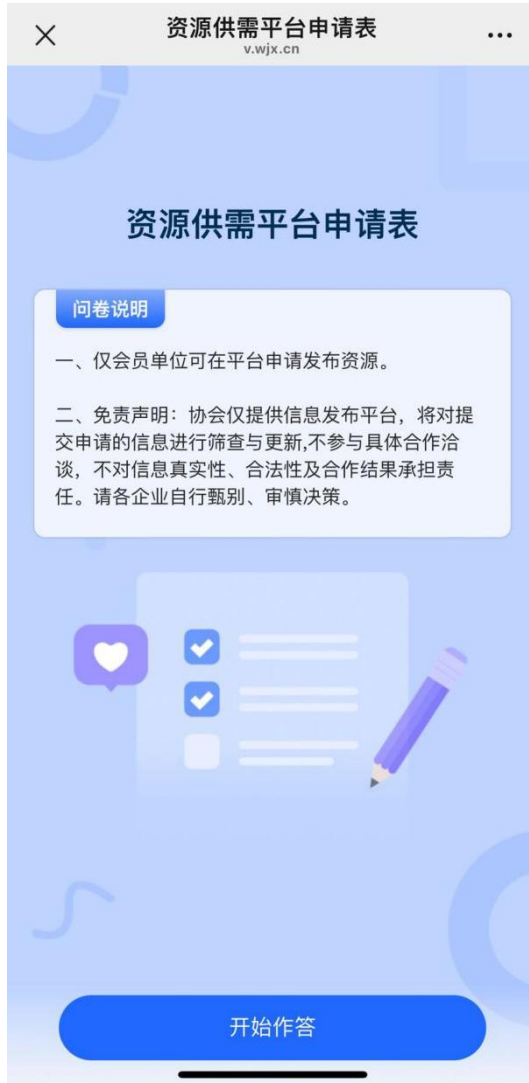 资源供需平台申请表
v.wjx.cn
资源供需平台申请表
问卷说明
一、仅会员单位可在平台申请发布资源。
二、免责声明：协会仅提供信息发布平台，将对提
交申请的信息进行筛查与更新,不参与具体合作洽
谈，不对信息真实性、合法性及合作结果承担责
任。请各企业自行甄别、审慎决策。
开始作答